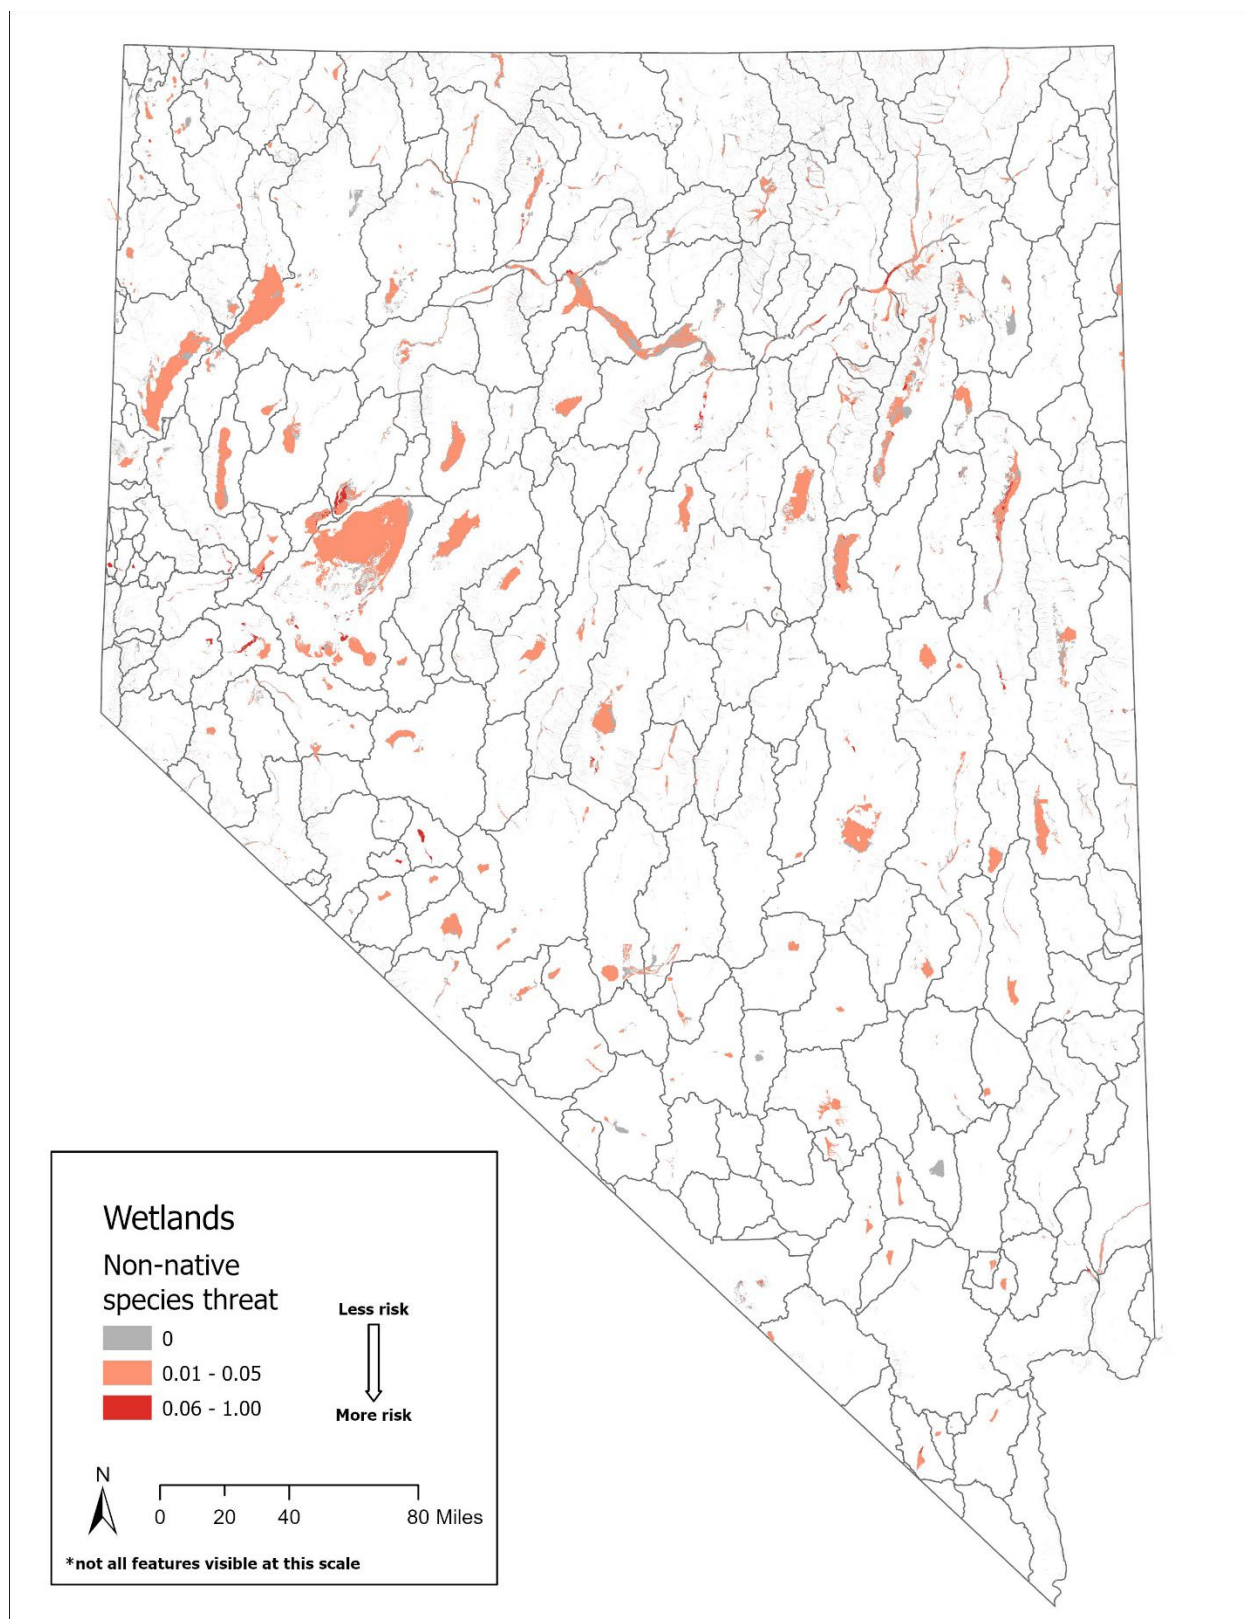 Wetlands
Non-native
species threat
0
0.01 - 0.05
0.06 - 1.00
Less risk
More risk
N
0 20 40 80 Miles
*not all features visible at this scale